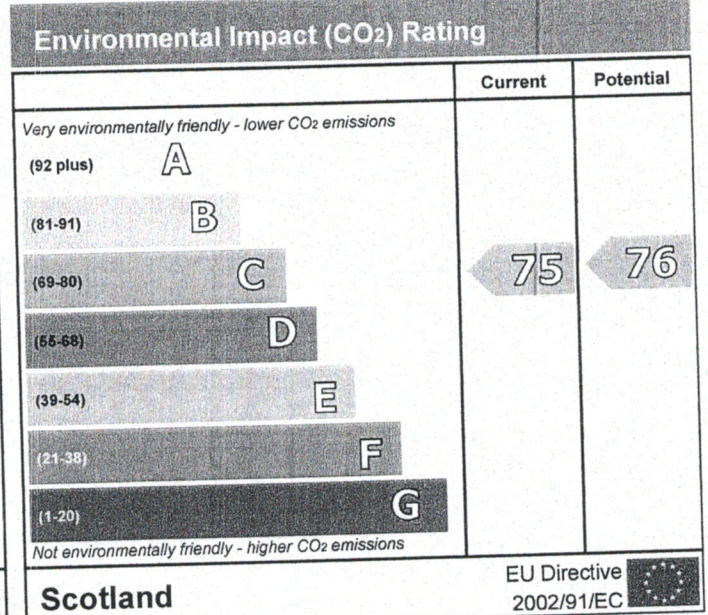 Environmental Impact (CO2) Rating
Current Potential
Very environmentally friendly - lower CO2 emissions
(92 plus) A
(81-91) B
(69-80) C 75 76
(55-68) D
(39-54) E
(21-38) F
(1-20) G
Not environmentally friendly - higher CO2 emissions
Scotland
EU Directive
2002/91/EC